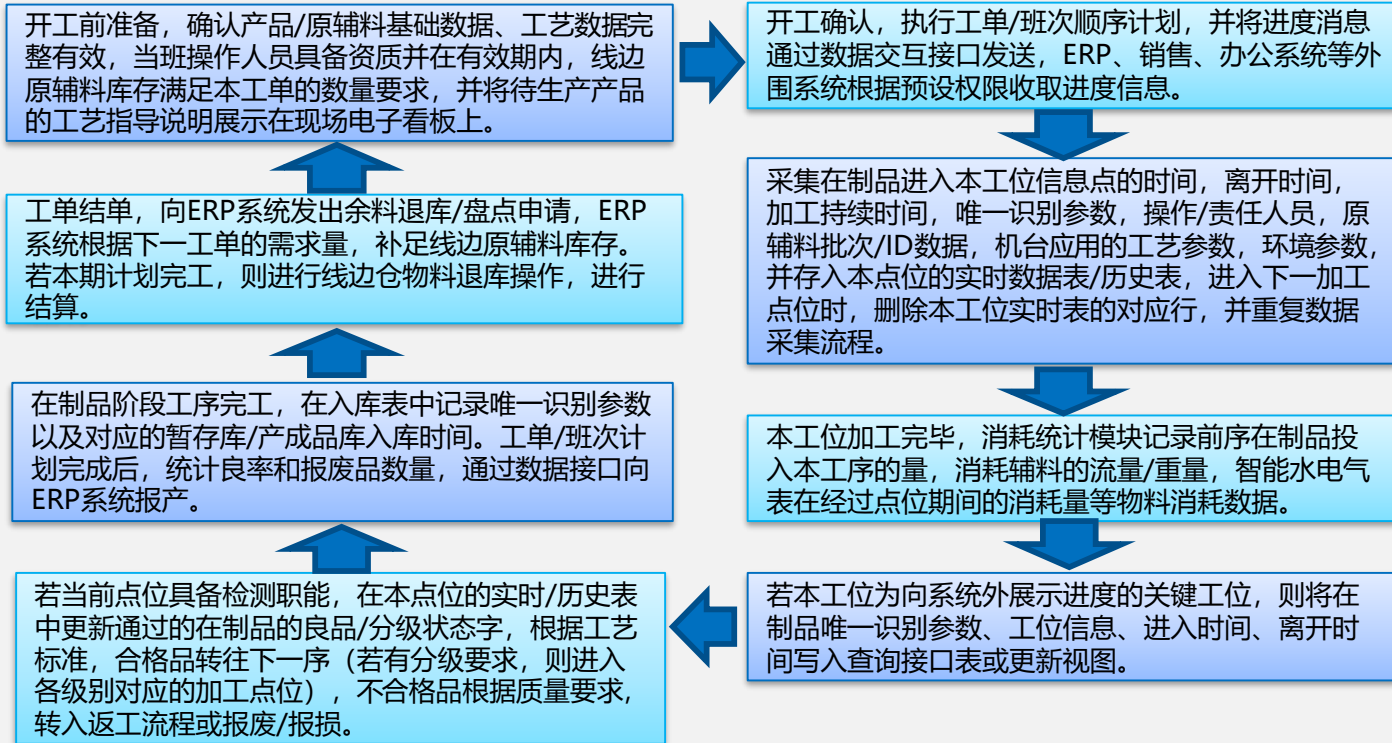 开工前准备，确认产品/原辅料基础数据、工艺数据完
整有效，当班操作人员具备资质并在有效期内，线边
原辅料库存满足本工单的数量要求，并将待生产产品
的工艺指导说明展示在现场电子看板上。
开工确认，执行工单/班次顺序计划，并将进度消息
通过数据交互接口发送，ERP、销售、办公系统等外
围系统根据预设权限收取进度信息。
采集在制品进入本工位信息点的时间，离开时间，
加工持续时间，唯一识别参数，操作/责任人员，原
辅料批次/ID数据，机台应用的工艺参数，环境参数，
并存入本点位的实时数据表/历史表，进入下一加工
点位时，删除本工位实时表的对应行，并重复数据
采集流程。
本工位加工完毕，消耗统计模块记录前序在制品投
入本工序的量，消耗辅料的流量/重量，智能水电气
表在经过点位期间的消耗量等物料消耗数据。
若本工位为向系统外展示进度的关键工位，则将在
制品唯一识别参数、工位信息、进入时间、离开时
间写入查询接口表或更新视图。
若当前点位具备检测职能，在本点位的实时/历史表
中更新通过的在制品的良品/分级状态字，根据工艺
标准，合格品转往下一序（若有分级要求，则进入
各级别对应的加工点位），不合格品根据质量要求，
转入返工流程或报废/报损。
在制品阶段工序完工，在入库表中记录唯一识别参数
以及对应的暂存库/产成品库入库时间。工单/班次计
划完成后，统计良率和报废品数量，通过数据接口向
ERP系统报产。
工单结单，向ERP系统发出余料退库/盘点申请，ERP
系统根据下一工单的需求量，补足线边原辅料库存。
若本期计划完工，则进行线边仓物料退库操作，进行
结算。